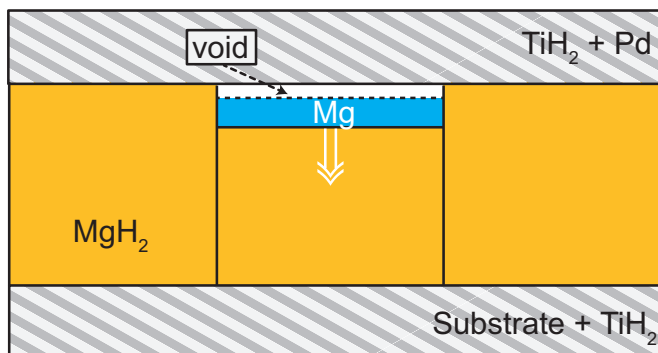 TiH₂ + Pd
void
Mg
MgH₂
Substrate + TiH₂